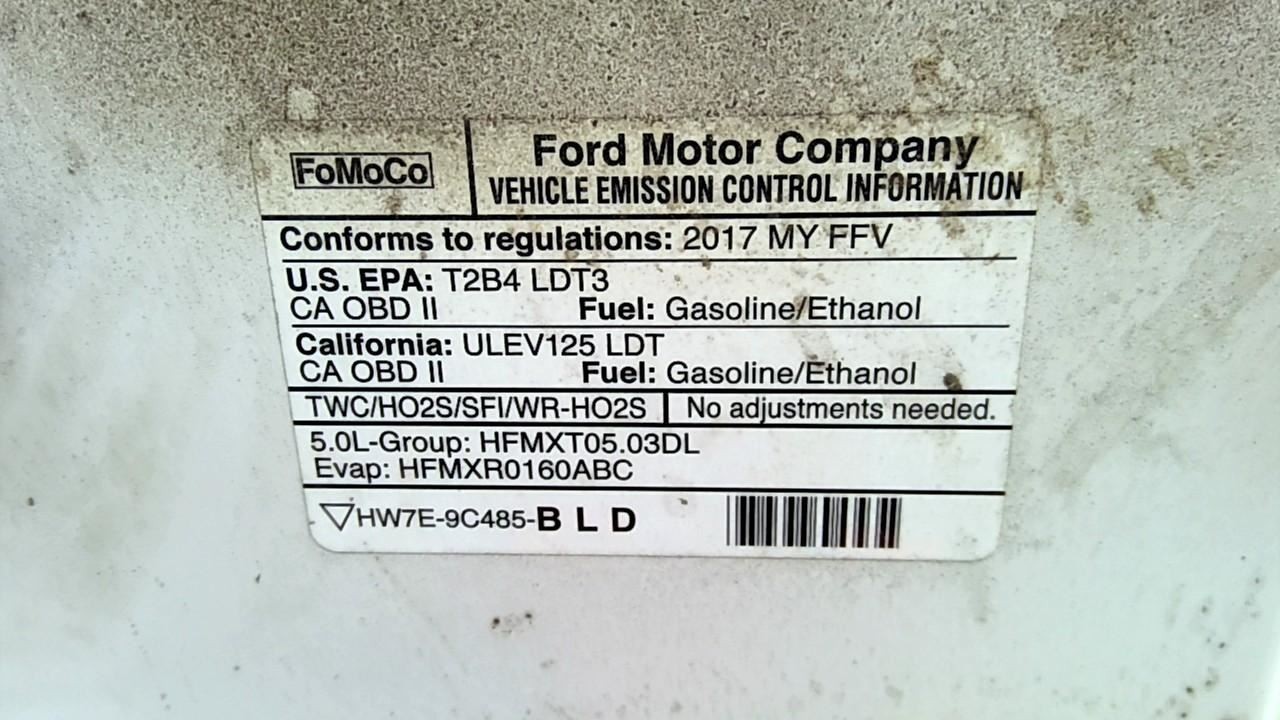 FoMoCo
Ford Motor Company
VEHICLE EMISSION CONTROL INFORMATION
Conforms to regulations: 2017 MY FFV
U.S. EPA: T2B4 LDT3
CA OBD II Fuel: Gasoline/Ethanol
California: ULEV125 LDT
CA OBD II Fuel: Gasoline/Ethanol
TWC/HO2S/SFI/WR-HO2S No adjustments needed.
5.0L-Group: HFMXT05.03DL
Evap: HFMXR0160ABC
HW7E-9C485-B L D